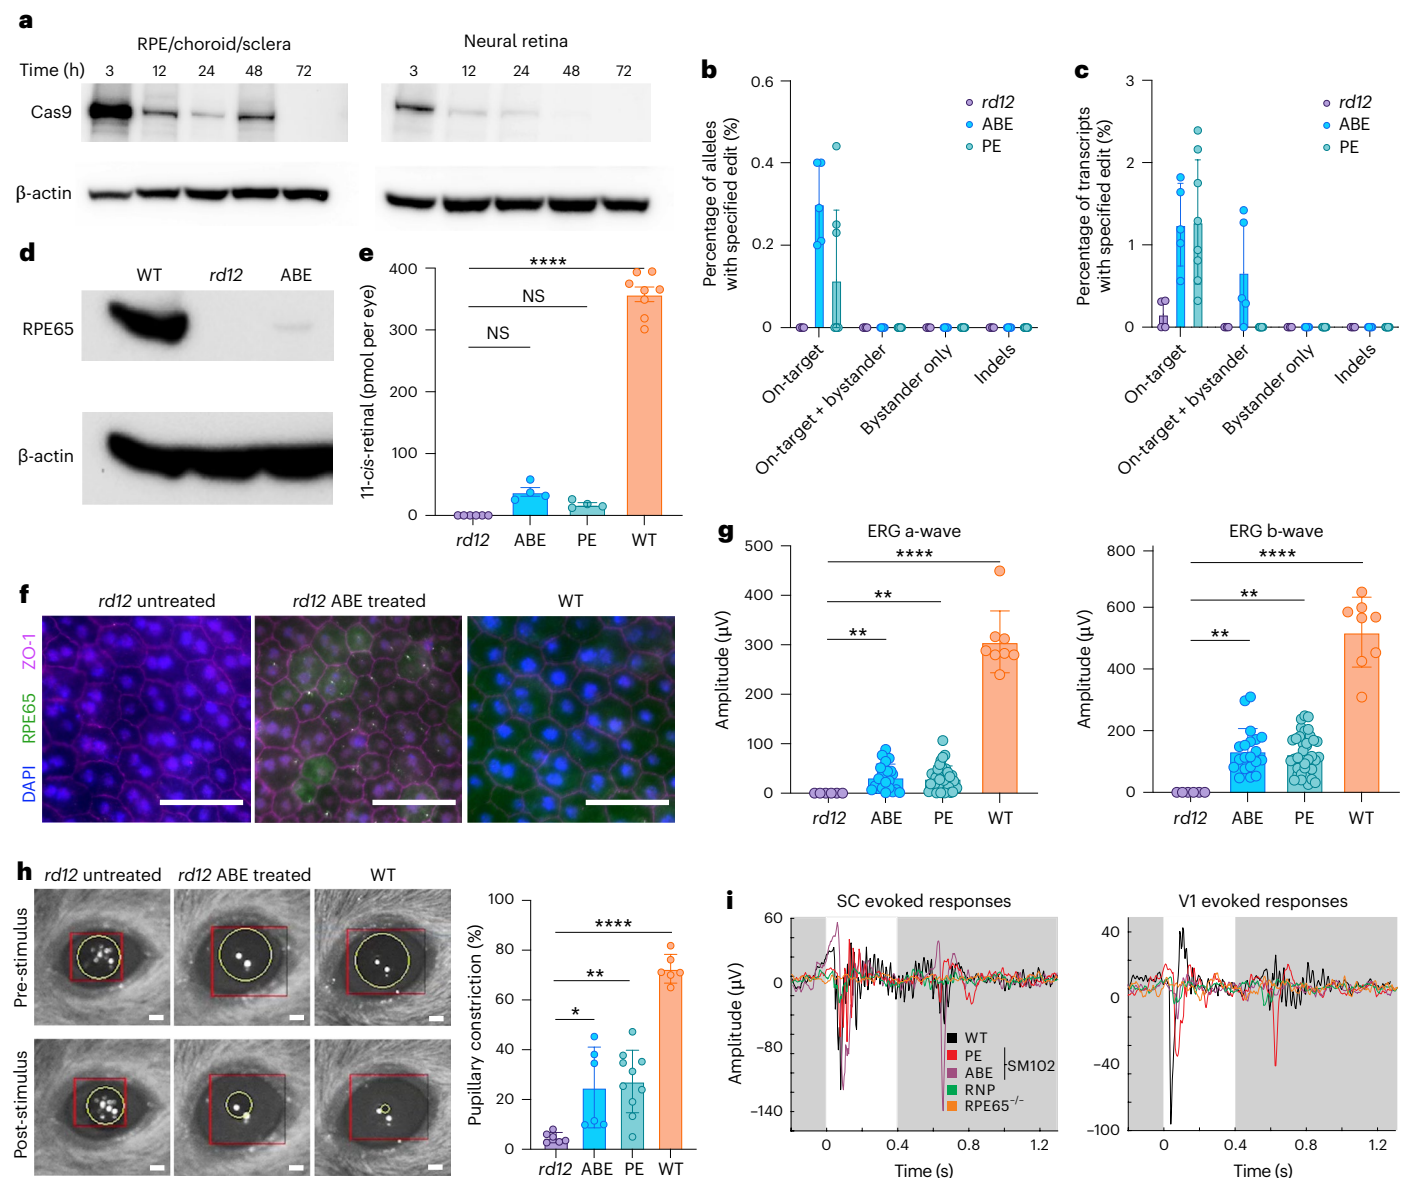 a
RPE/choroid/sclera
Neural retina
Time (h) 3 12 24 48 72 3 12 24 48 72
Cas9
β-actin
b
Percentage of alleles
with specified edit (%)
0.6
0.4
0.2
0
rd12
ABE
PE
On-target
On-target + bystander
Bystander only
Indels
c
Percentage of transcripts
with specified edit (%)
3
2
1
0
rd12
ABE
PE
On-target
On-target + bystander
Bystander only
Indels
d
WT rd12 ABE
RPE65
β-actin
e
11-cis-retinal (pmol per eye)
400
300
200
100
0
****
NS
NS
rd12 ABE PE WT
f
rd12 untreated rd12 ABE treated WT
DAPI RPE65 ZO-1
g
ERG a-wave
Amplitude (µV)
500
400
300
200
100
0
****
**
**
rd12 ABE PE WT
ERG b-wave
Amplitude (µV)
800
600
400
200
0
****
**
**
rd12 ABE PE WT
h
rd12 untreated rd12 ABE treated WT
Pre-stimulus
Post-stimulus
Pupillary constriction (%)
100
80
60
40
20
0
****
**
*
rd12 ABE PE WT
i
SC evoked responses
Amplitude (µV)
60
0
−80
−140
WT
PE
ABE
SM102
RNP
RPE65−/−
0 0.4 0.8 1.2
Time (s)
V1 evoked responses
40
0
−40
−100
0 0.4 0.8 1.2
Time (s)